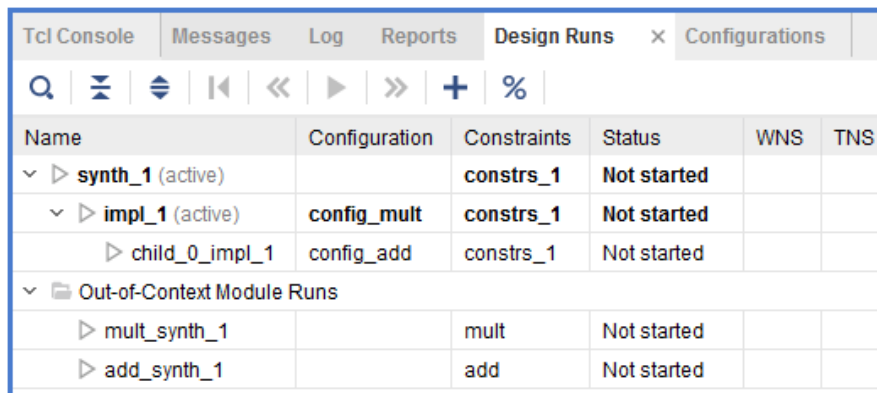 Tcl Console Messages Log Reports Design Runs × Configurations
%
Name Configuration Constraints Status WNS TNS
synth_1 (active) constrs_1 Not started
impl_1 (active) config_mult constrs_1 Not started
child_0_impl_1 config_add constrs_1 Not started
Out-of-Context Module Runs
mult_synth_1 mult Not started
add_synth_1 add Not started